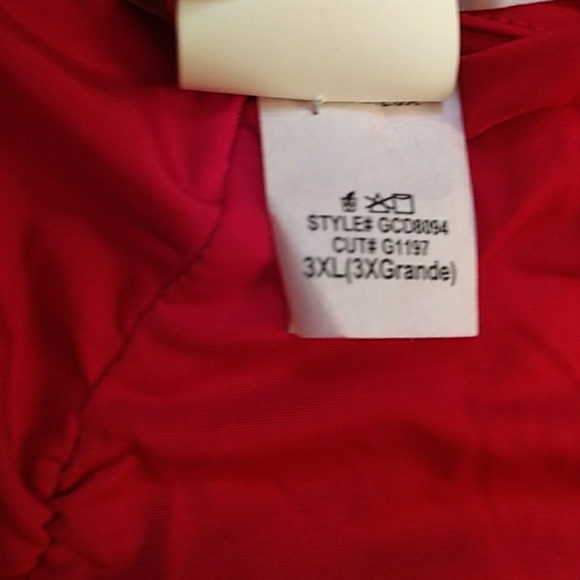 STYLE# GCD8094
CUT# G1197
3XL(3XGrande)